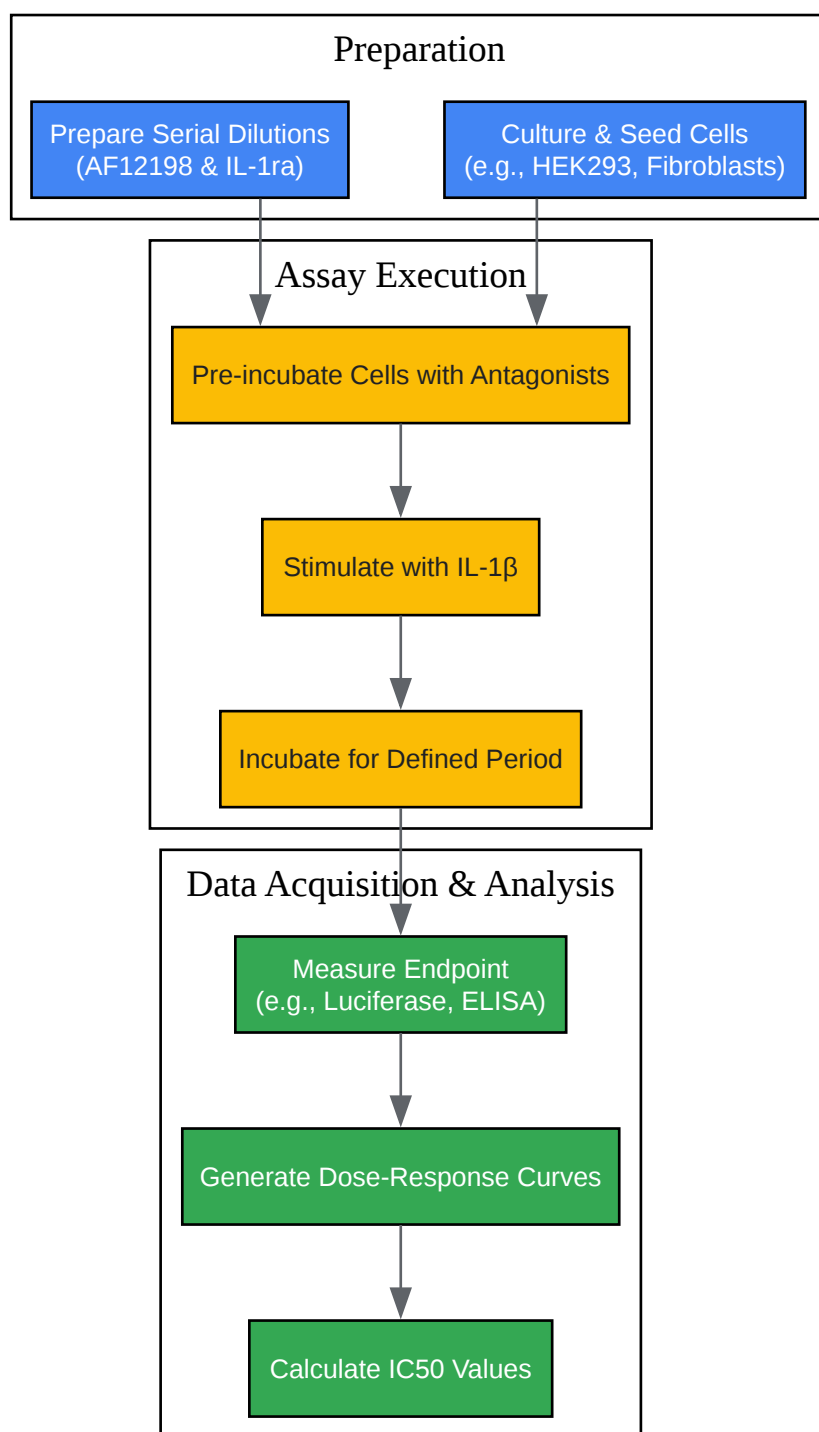 Preparation
Prepare Serial Dilutions
(AF12198 & IL-1ra)
Culture & Seed Cells
(e.g., HEK293, Fibroblasts)
Assay Execution
Pre-incubate Cells with Antagonists
Stimulate with IL-1β
Incubate for Defined Period
Data Acquisition & Analysis
Measure Endpoint
(e.g., Luciferase, ELISA)
Generate Dose-Response Curves
Calculate IC50 Values